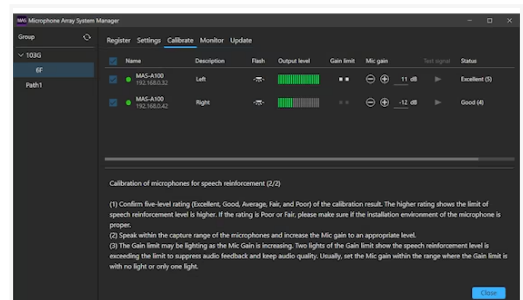 MAS Microphone Array System Manager
Group
Register Settings Calibrate Monitor Update
103G
6F
Path1
Name Description Flash Output level Gain limit Mic gain Test signal Status
MAS-A100 Left 11 dB Excellent (5)
192.168.0.32
MAS-A100 Right -12 dB Good (4)
192.168.0.42
Calibration of microphones for speech reinforcement (2/2)
(1) Confirm five-level rating (Excellent, Good, Average, Fair, and Poor) of the calibration result. The higher rating shows the limit of
speech reinforcement level is higher. If the rating is Poor or Fair, please make sure if the installation environment of the microphone is
proper.
(2) Speak within the capture range of the microphones and increase the Mic gain to an appropriate level.
(3) The Gain limit may be lighting as the Mic Gain is increasing. Two lights of the Gain limit show the speech reinforcement level is
exceeding the limit to suppress audio feedback and keep audio quality. Usually, set the Mic gain within the range where the Gain limit is
with no light or only one light.
Close